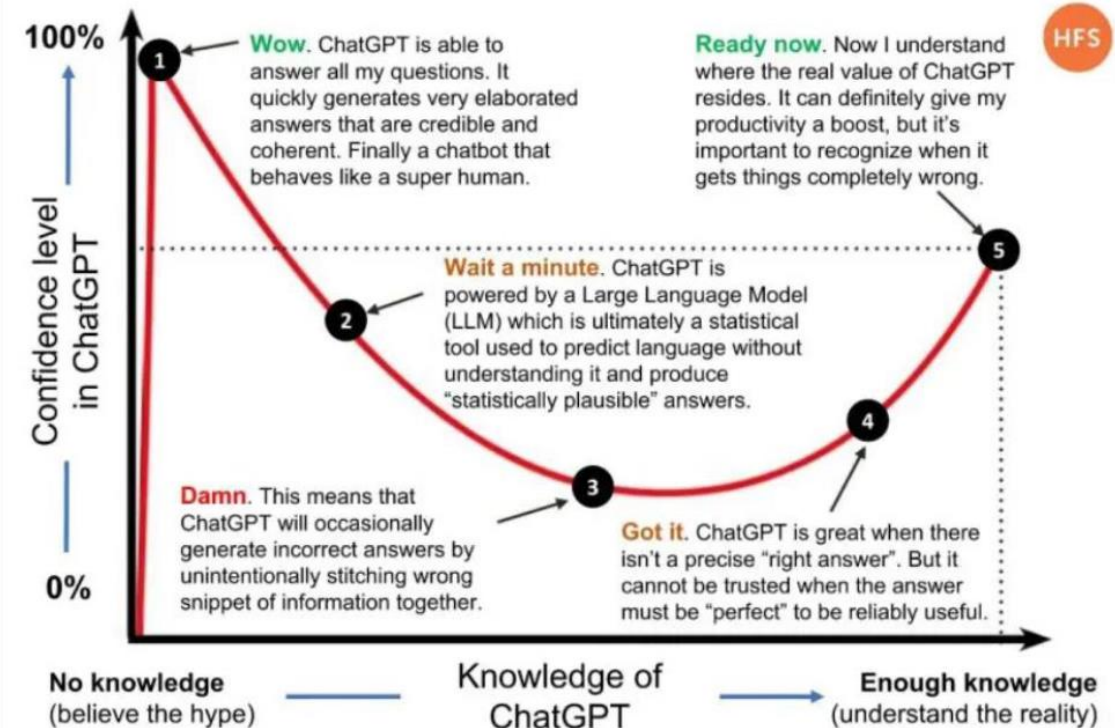 HFS
100%
Confidence level
in ChatGPT
0%
1
Wow. ChatGPT is able to
answer all my questions. It
quickly generates very elaborated
answers that are credible and
coherent. Finally a chatbot that
behaves like a super human.
2
Wait a minute. ChatGPT is
powered by a Large Language Model
(LLM) which is ultimately a statistical
tool used to predict language without
understanding it and produce
“statistically plausible” answers.
3
Damn. This means that
ChatGPT will occasionally
generate incorrect answers by
unintentionally stitching wrong
snippet of information together.
4
Got it. ChatGPT is great when there
isn’t a precise “right answer”. But it
cannot be trusted when the answer
must be “perfect” to be reliably useful.
5
Ready now. Now I understand
where the real value of ChatGPT
resides. It can definitely give my
productivity a boost, but it’s
important to recognize when it
gets things completely wrong.
No knowledge
(believe the hype)
Knowledge of
ChatGPT
Enough knowledge
(understand the reality)